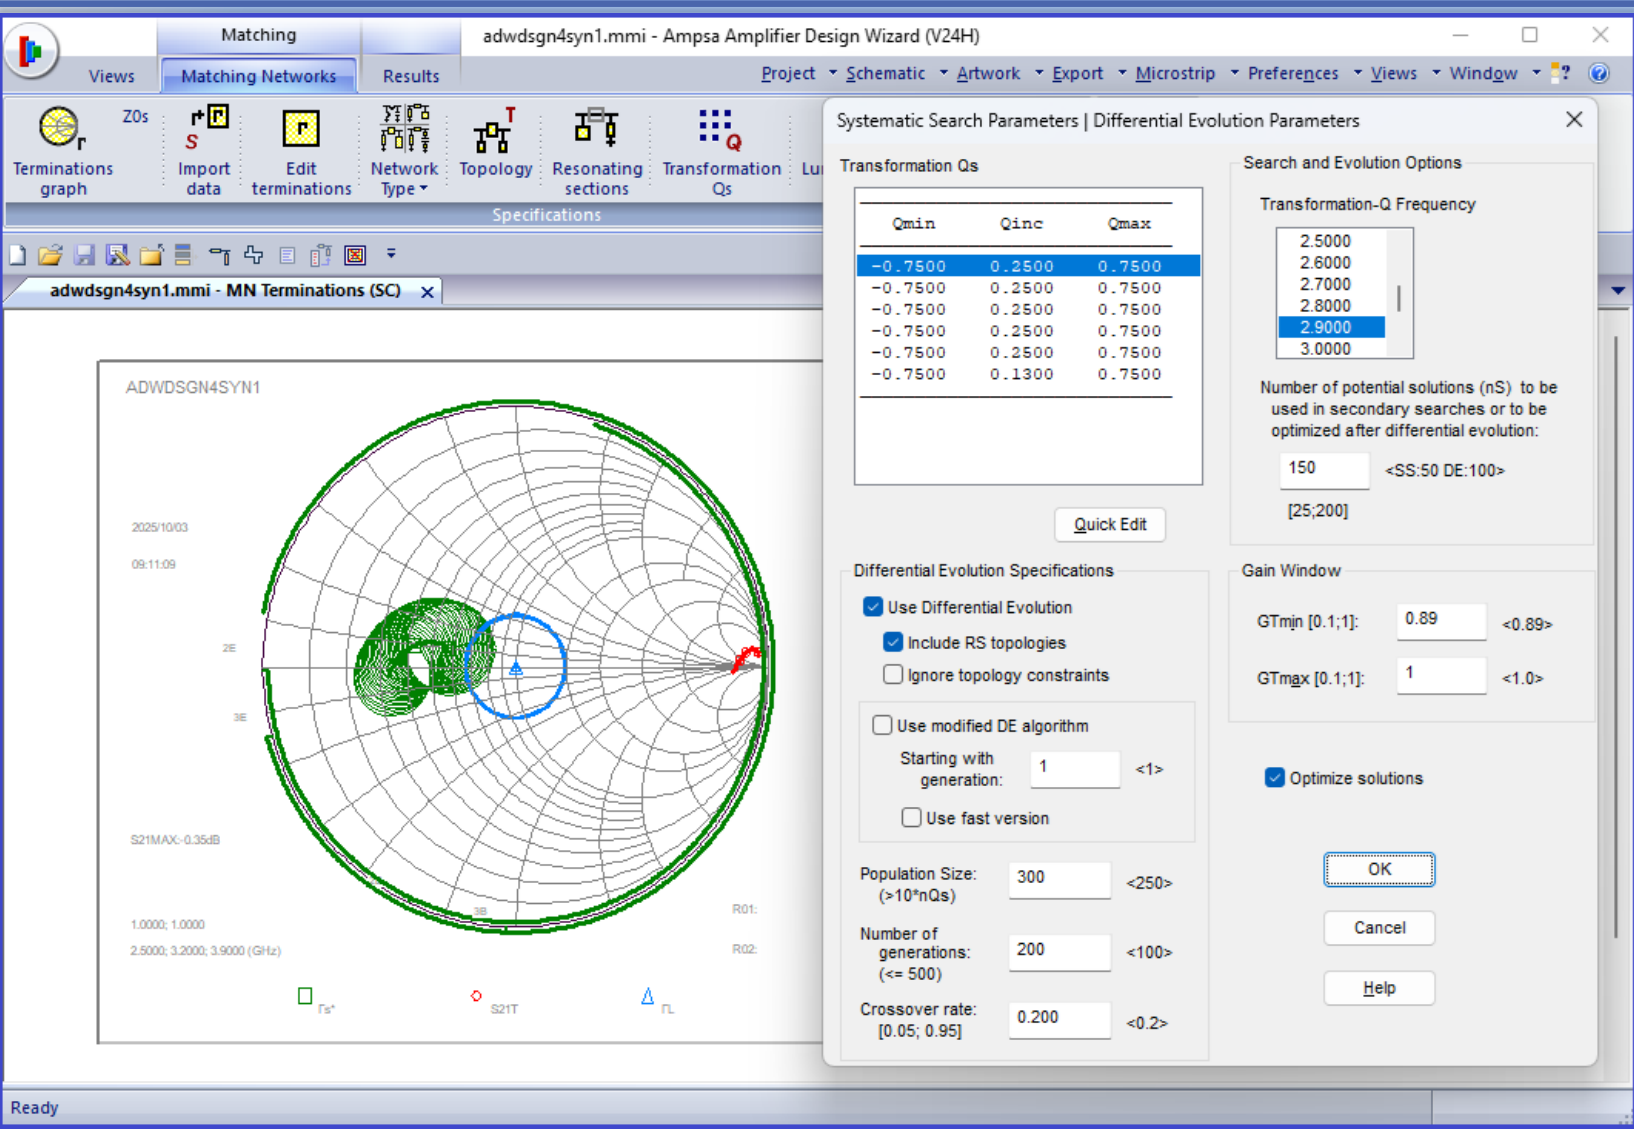 Matching
adwdsgn4syn1.mmi - Ampsa Amplifier Design Wizard (V24H)
Views
Matching Networks
Results
Project
Schematic
Artwork
Export
Microstrip
Preferences
Views
Window
Terminations
graph
Z0s
Import
data
Edit
terminations
Network
Type
Topology
Resonating
sections
Transformation
Qs
Lu
Specifications
adwdsgn4syn1.mmi - MN Terminations (SC)
ADWDSGN4SYN1
2025/10/03
09:11:09
2E
3E
S21MAX:-0.35dB
3B
R01:
1.0000; 1.0000
2.5000; 3.2000; 3.9000 (GHz)
R02:
Γs*
S21T
ΓL
Systematic Search Parameters | Differential Evolution Parameters
Transformation Qs
Qmin Qinc Qmax
-0.7500 0.2500 0.7500
-0.7500 0.2500 0.7500
-0.7500 0.2500 0.7500
-0.7500 0.2500 0.7500
-0.7500 0.2500 0.7500
-0.7500 0.1300 0.7500
Quick Edit
Search and Evolution Options
Transformation-Q Frequency
2.5000
2.6000
2.7000
2.8000
2.9000
3.0000
Number of potential solutions (nS) to be
used in secondary searches or to be
optimized after differential evolution:
150 <SS:50 DE:100>
[25;200]
Differential Evolution Specifications
Use Differential Evolution
Include RS topologies
Ignore topology constraints
Use modified DE algorithm
Starting with
generation: 1 <1>
Use fast version
Population Size:
(>10*nQs)
300 <250>
Number of
generations:
(<= 500)
200 <100>
Crossover rate:
[0.05; 0.95]
0.200 <0.2>
Gain Window
GTmin [0.1;1]: 0.89 <0.89>
GTmax [0.1;1]: 1 <1.0>
Optimize solutions
OK
Cancel
Help
Ready